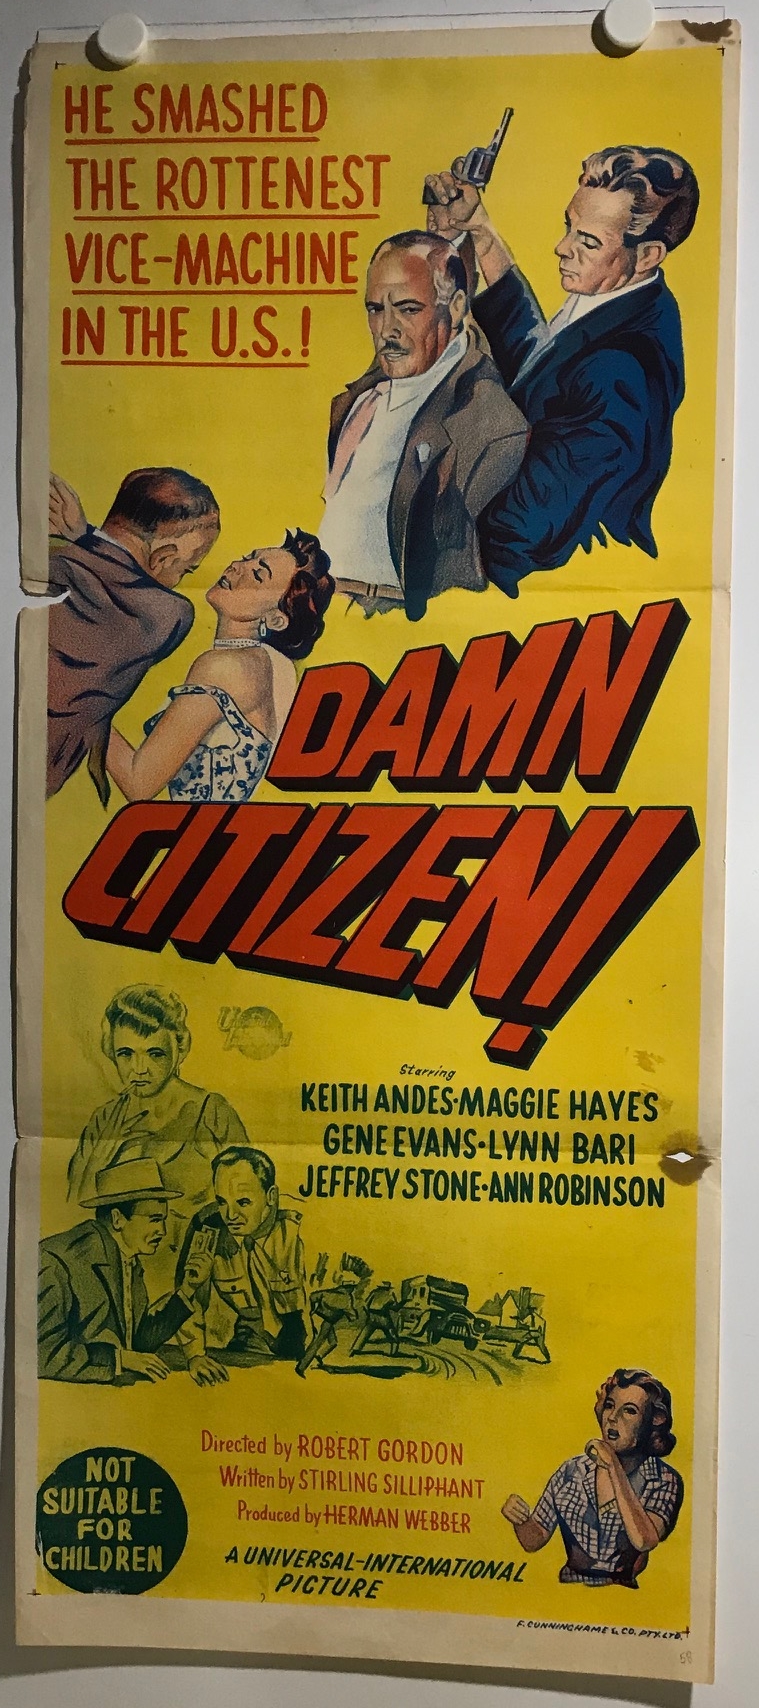 HE SMASHED
THE ROTTENEST
VICE-MACHINE
IN THE U.S.!
DAMN
CITIZEN!
Starring
KEITH ANDES·MAGGIE HAYES
GENE EVANS·LYNN BARI
JEFFREY STONE·ANN ROBINSON
Directed by ROBERT GORDON
Written by STIRLING SILLIPHANT
Produced by HERMAN WEBBER
A UNIVERSAL-INTERNATIONAL
PICTURE
NOT
SUITABLE
FOR
CHILDREN
F. CUNNINGHAME & CO. PTY. LTD.
58